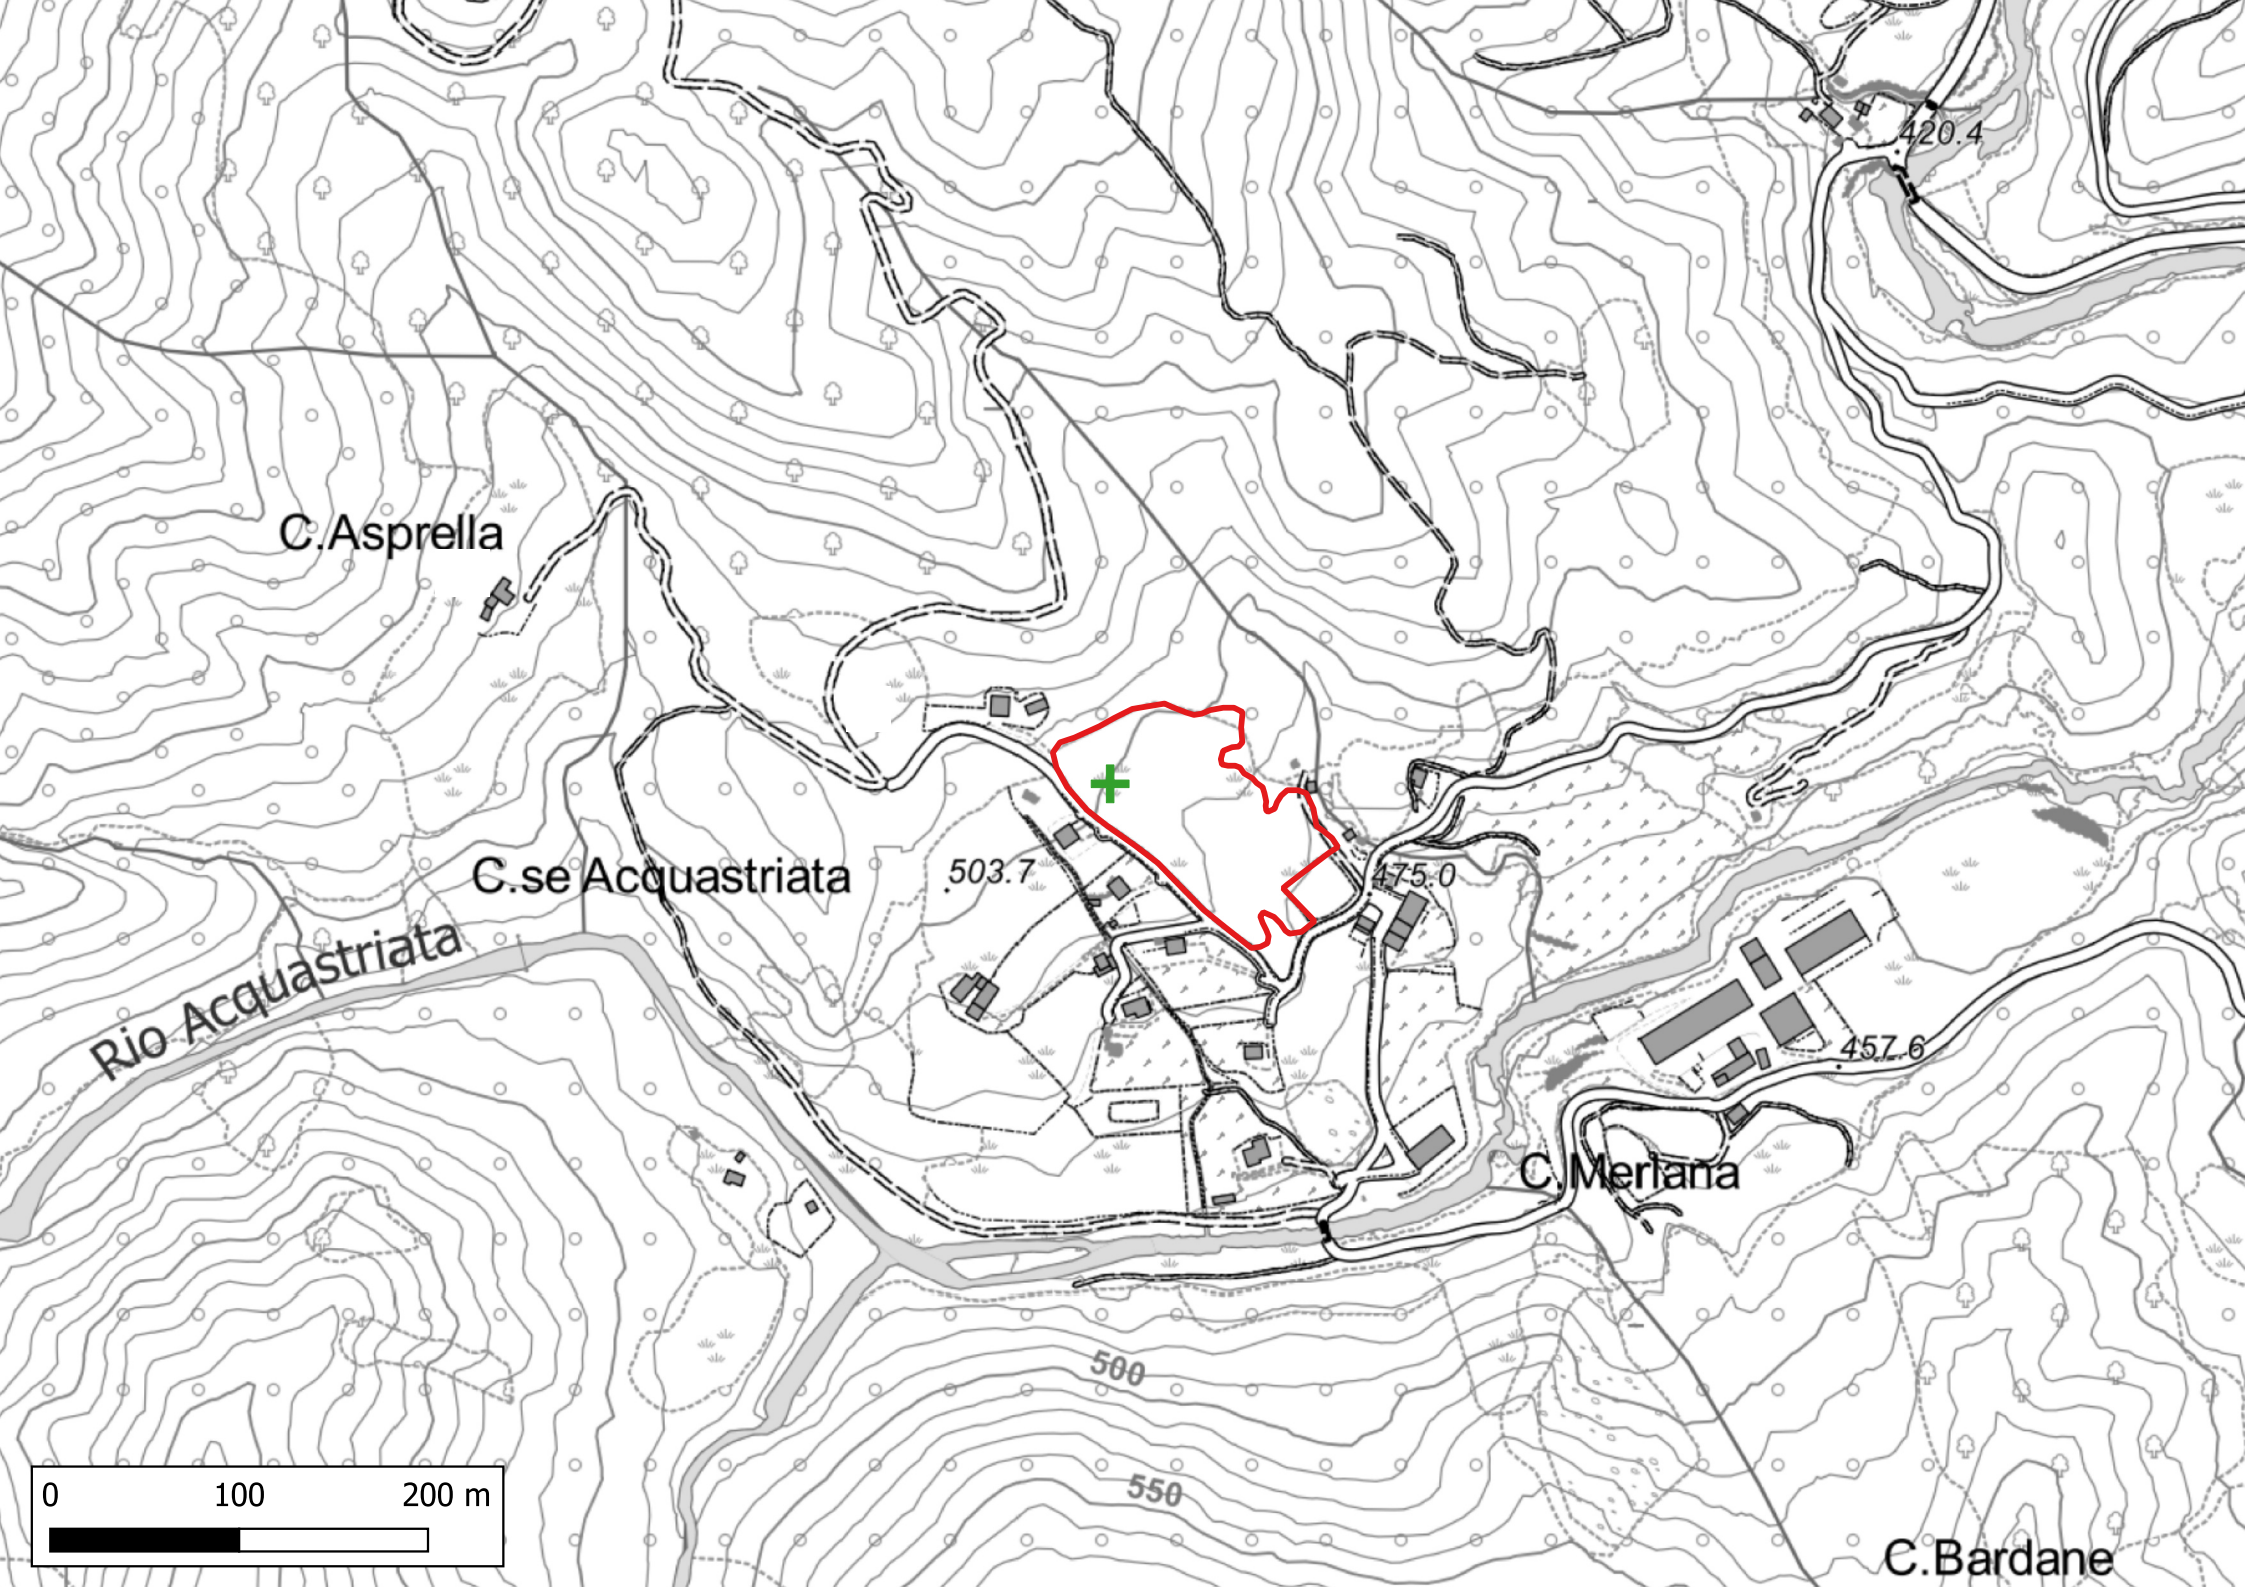 420.4
C.Asprella
C.se Acquastriata
503.7
475.0
Rio Acquastriata
457.6
C.Merlana
500
550
0 100 200 m
C.Bardane